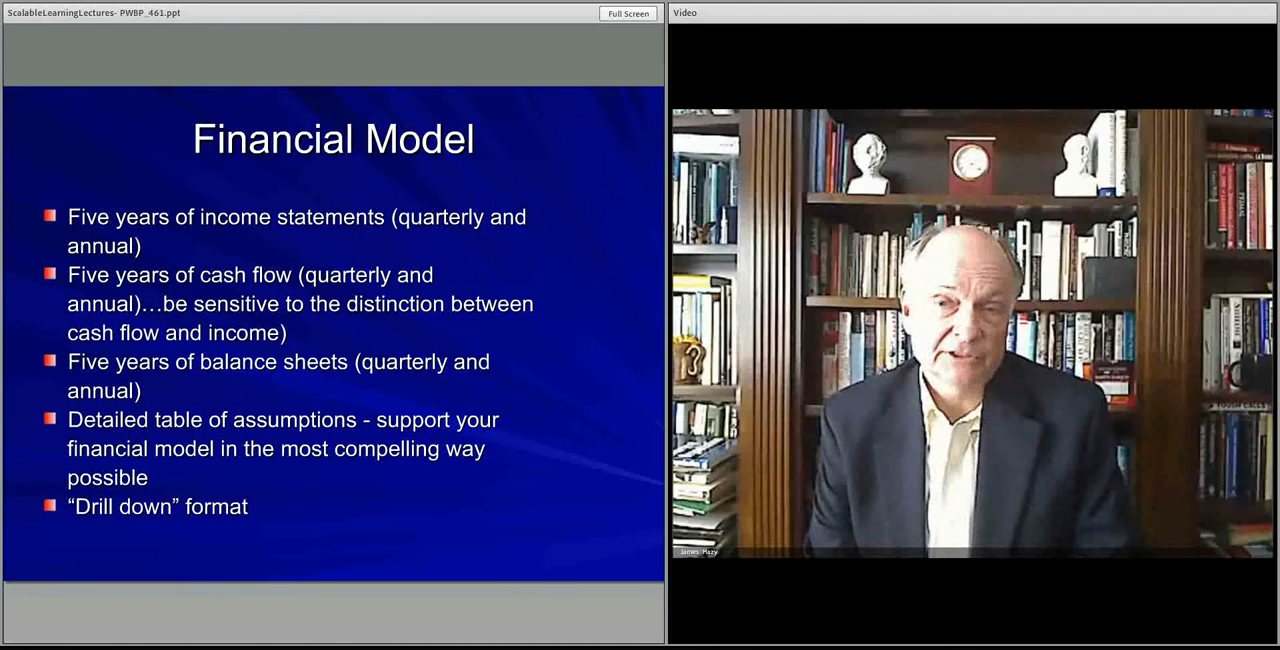 ScalableLearningLectures- PWBP_461.ppt
Full Screen
Video
Financial Model
Five years of income statements (quarterly and
annual)
Five years of cash flow (quarterly and
annual)…be sensitive to the distinction between
cash flow and income)
Five years of balance sheets (quarterly and
annual)
Detailed table of assumptions - support your
financial model in the most compelling way
possible
“Drill down” format
James Hazy